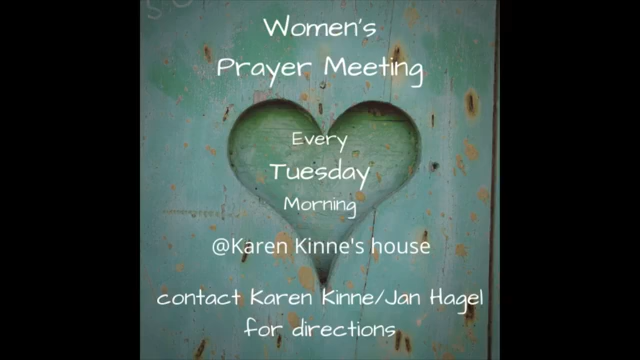 Women's
Prayer Meeting
Every
Tuesday
Morning
@Karen Kinne's house
contact Karen Kinne/Jan Hagel
for directions